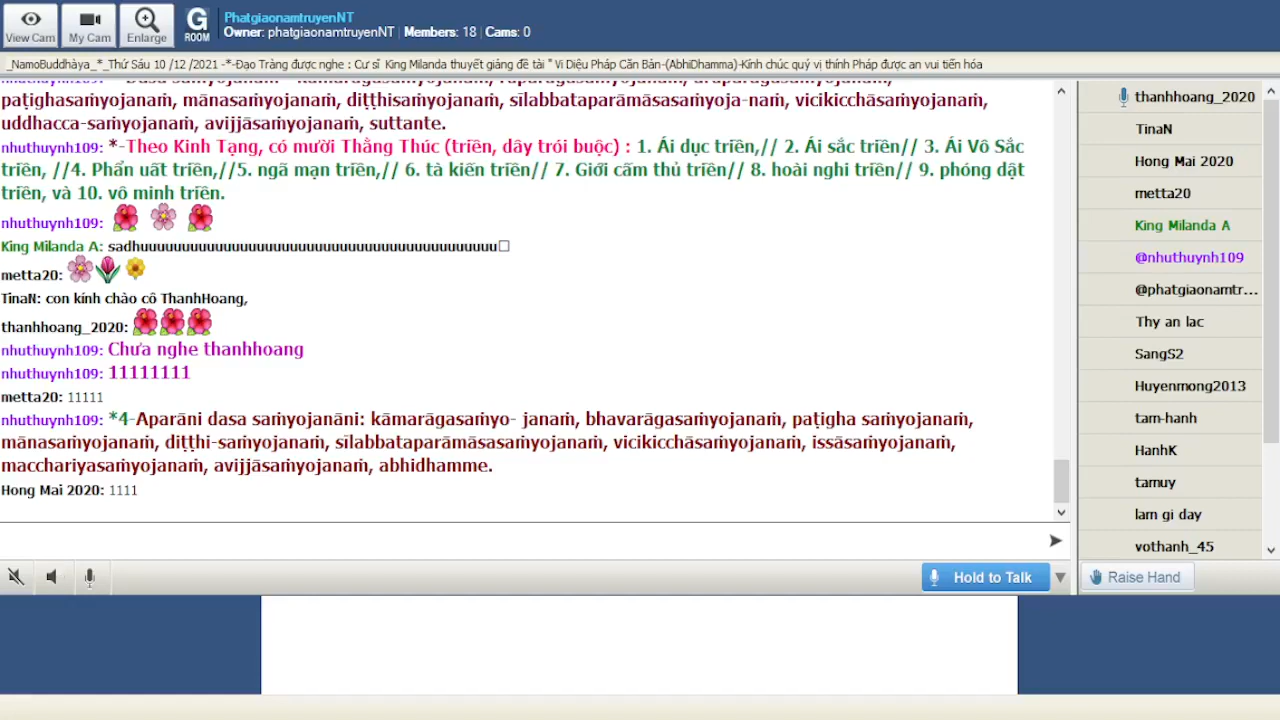 View Cam
My Cam
Enlarge
G
ROOM
PhatgiaonamtruyenNT
Owner: phatgiaonamtruyenNT | Members: 18 | Cams: 0
_NamoBuddhàya_*_Thứ Sáu 10 /12 /2021 -*-Đạo Tràng được nghe : Cư sĩ King Milanda thuyết giảng đề tài " Vi Diệu Pháp Căn Bản-(AbhiDhamma)-Kính chúc quý vị thính Pháp được an vui tiến hóa
paṭighasaṁyojanaṁ, mānasaṁyojanaṁ, diṭṭhisaṁyojanaṁ, sīlabbataparāmāsasaṁyoja-naṁ, vicikicchāsaṁyojanaṁ,
uddhacca-saṁyojanaṁ, avijjāsaṁyojanaṁ, suttante.
nhuthuynh109: *-Theo Kinh Tạng, có mười Thằng Thúc (triền, dây trói buộc) : 1. Ái dục triền,// 2. Ái sắc triền// 3. Ái Vô Sắc
triền, //4. Phẩn uất triền,//5. ngã mạn triền,// 6. tà kiến triền// 7. Giới cấm thủ triền// 8. hoài nghi triền// 9. phóng dật
triền, và 10. vô minh triền.
nhuthuynh109:
King Milanda A: sadhuuuuuuuuuuuuuuuuuuuuuuuuuuuuuuuuuuuuuuuuuuu
metta20:
TinaN: con kính chào cô ThanhHoang,
thanhhoang_2020:
nhuthuynh109: Chưa nghe thanhhoang
nhuthuynh109: 11111111
metta20: 11111
nhuthuynh109: *4-Aparāni dasa saṁyojanāni: kāmarāgasaṁyo- janaṁ, bhavarāgasaṁyojanaṁ, paṭigha saṁyojanaṁ,
mānasaṁyojanaṁ, diṭṭhi-saṁyojanaṁ, sīlabbataparāmāsasaṁyojanaṁ, vicikicchāsaṁyojanaṁ, issāsaṁyojanaṁ,
macchariyasaṁyojanaṁ, avijjāsaṁyojanaṁ, abhidhamme.
Hong Mai 2020: 1111
Hold to Talk
thanhhoang_2020
TinaN
Hong Mai 2020
metta20
King Milanda A
@nhuthuynh109
@phatgiaonamtr...
Thy an lac
SangS2
Huyenmong2013
tam-hanh
HanhK
tamuy
lam gi day
vothanh_45
Raise Hand